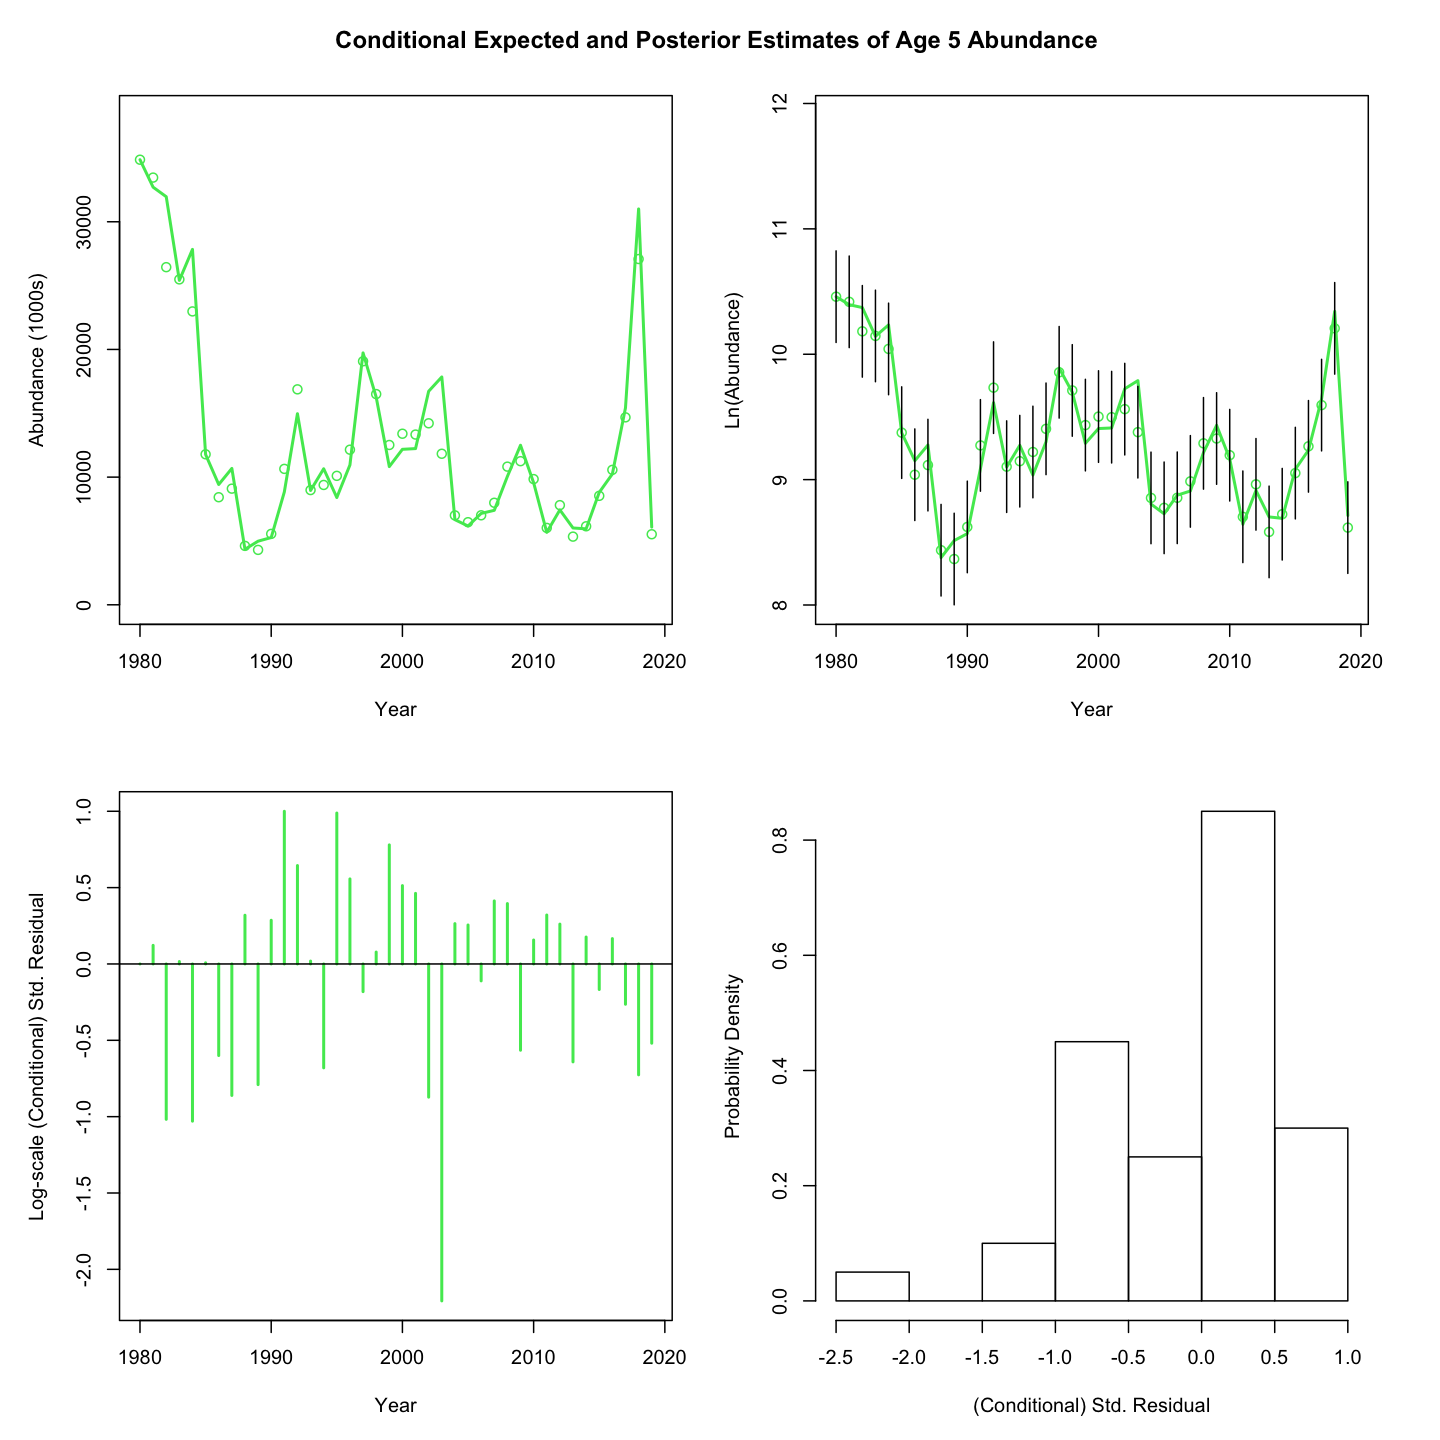 Conditional Expected and Posterior Estimates of Age 5 Abundance
Abundance (1000s)
30000
20000
10000
0
1980 1990 2000 2010 2020
Year
Ln(Abundance)
12
11
10
9
8
1980 1990 2000 2010 2020
Year
Log-scale (Conditional) Std. Residual
1.0
0.5
0.0
-0.5
-1.0
-1.5
-2.0
1980 1990 2000 2010 2020
Year
Probability Density
0.8
0.6
0.4
0.2
0.0
-2.5 -2.0 -1.5 -1.0 -0.5 0.0 0.5 1.0
(Conditional) Std. Residual